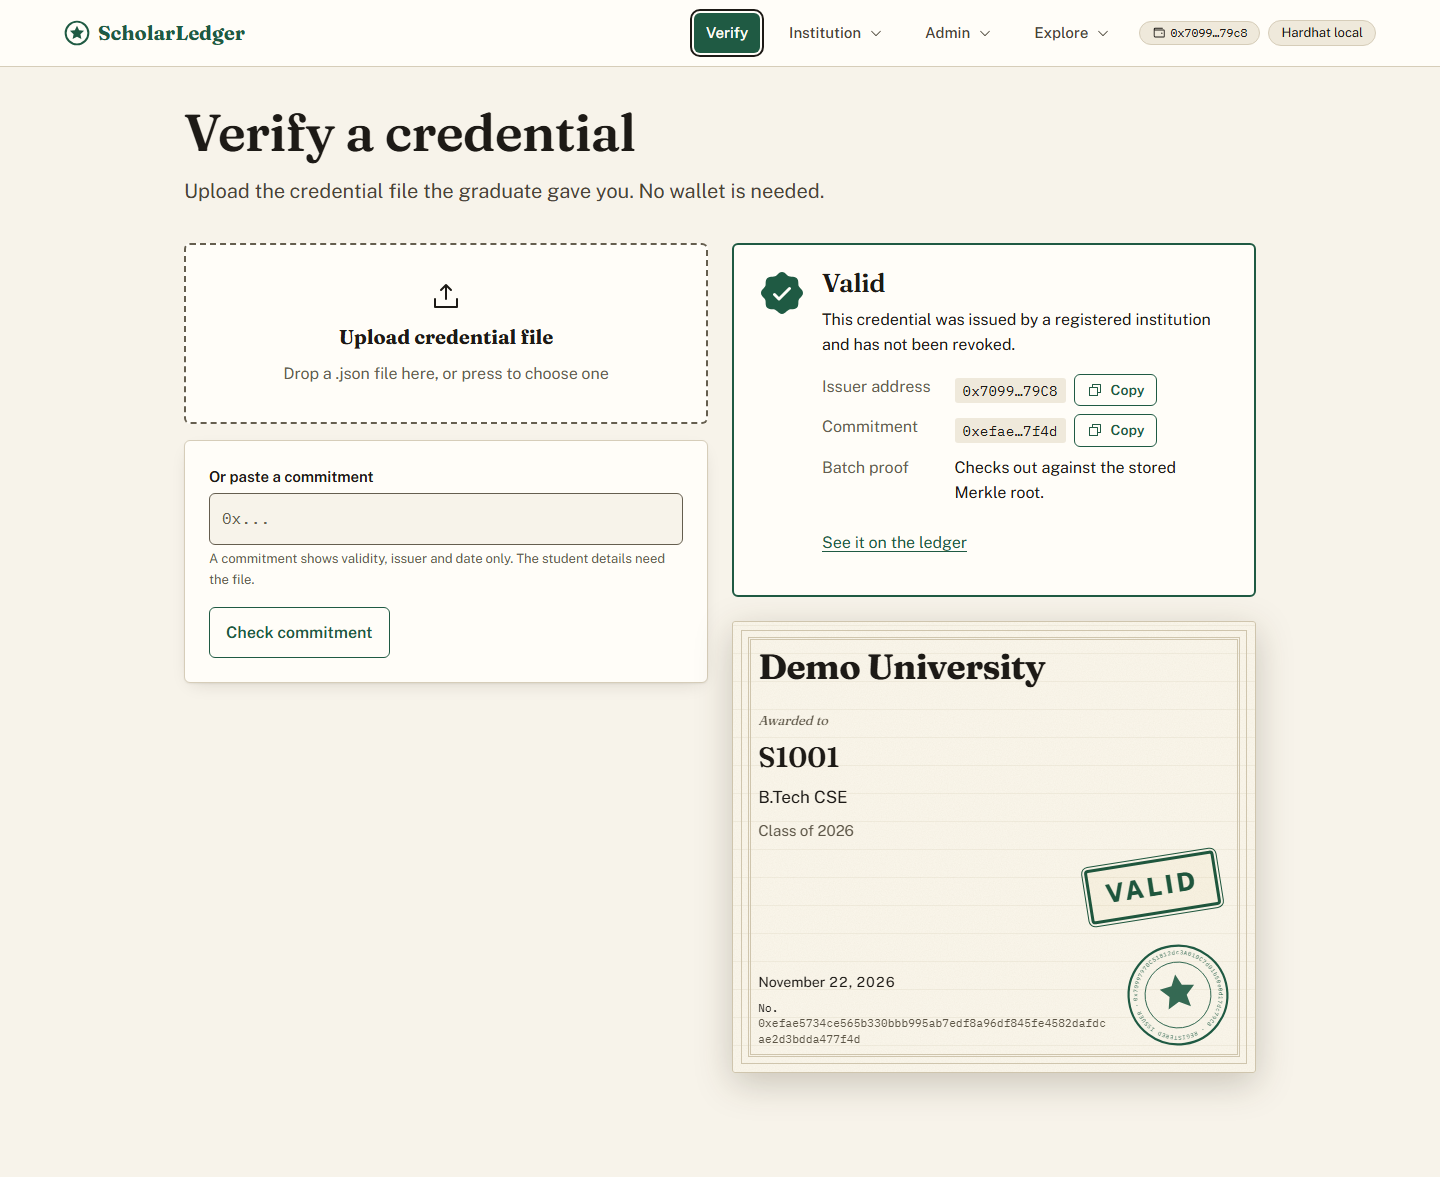 ScholarLedger
Verify
Institution
Admin
Explore
0x7099…79c8
Hardhat local
Verify a credential
Upload the credential file the graduate gave you. No wallet is needed.
Upload credential file
Drop a .json file here, or press to choose one
Or paste a commitment
0x...
A commitment shows validity, issuer and date only. The student details need
the file.
Check commitment
Valid
This credential was issued by a registered institution
and has not been revoked.
Issuer address
0x7099…79C8
Copy
Commitment
0xefae…7f4d
Copy
Batch proof
Checks out against the stored
Merkle root.
See it on the ledger
Demo University
Awarded to
S1001
B.Tech CSE
Class of 2026
VALID
November 22, 2026
No.
0xefae5734ce565b330bbb995ab7edf8a96df845fe4582dafdc
ae2d3bdda477f4d
REGISTERED ISSUER